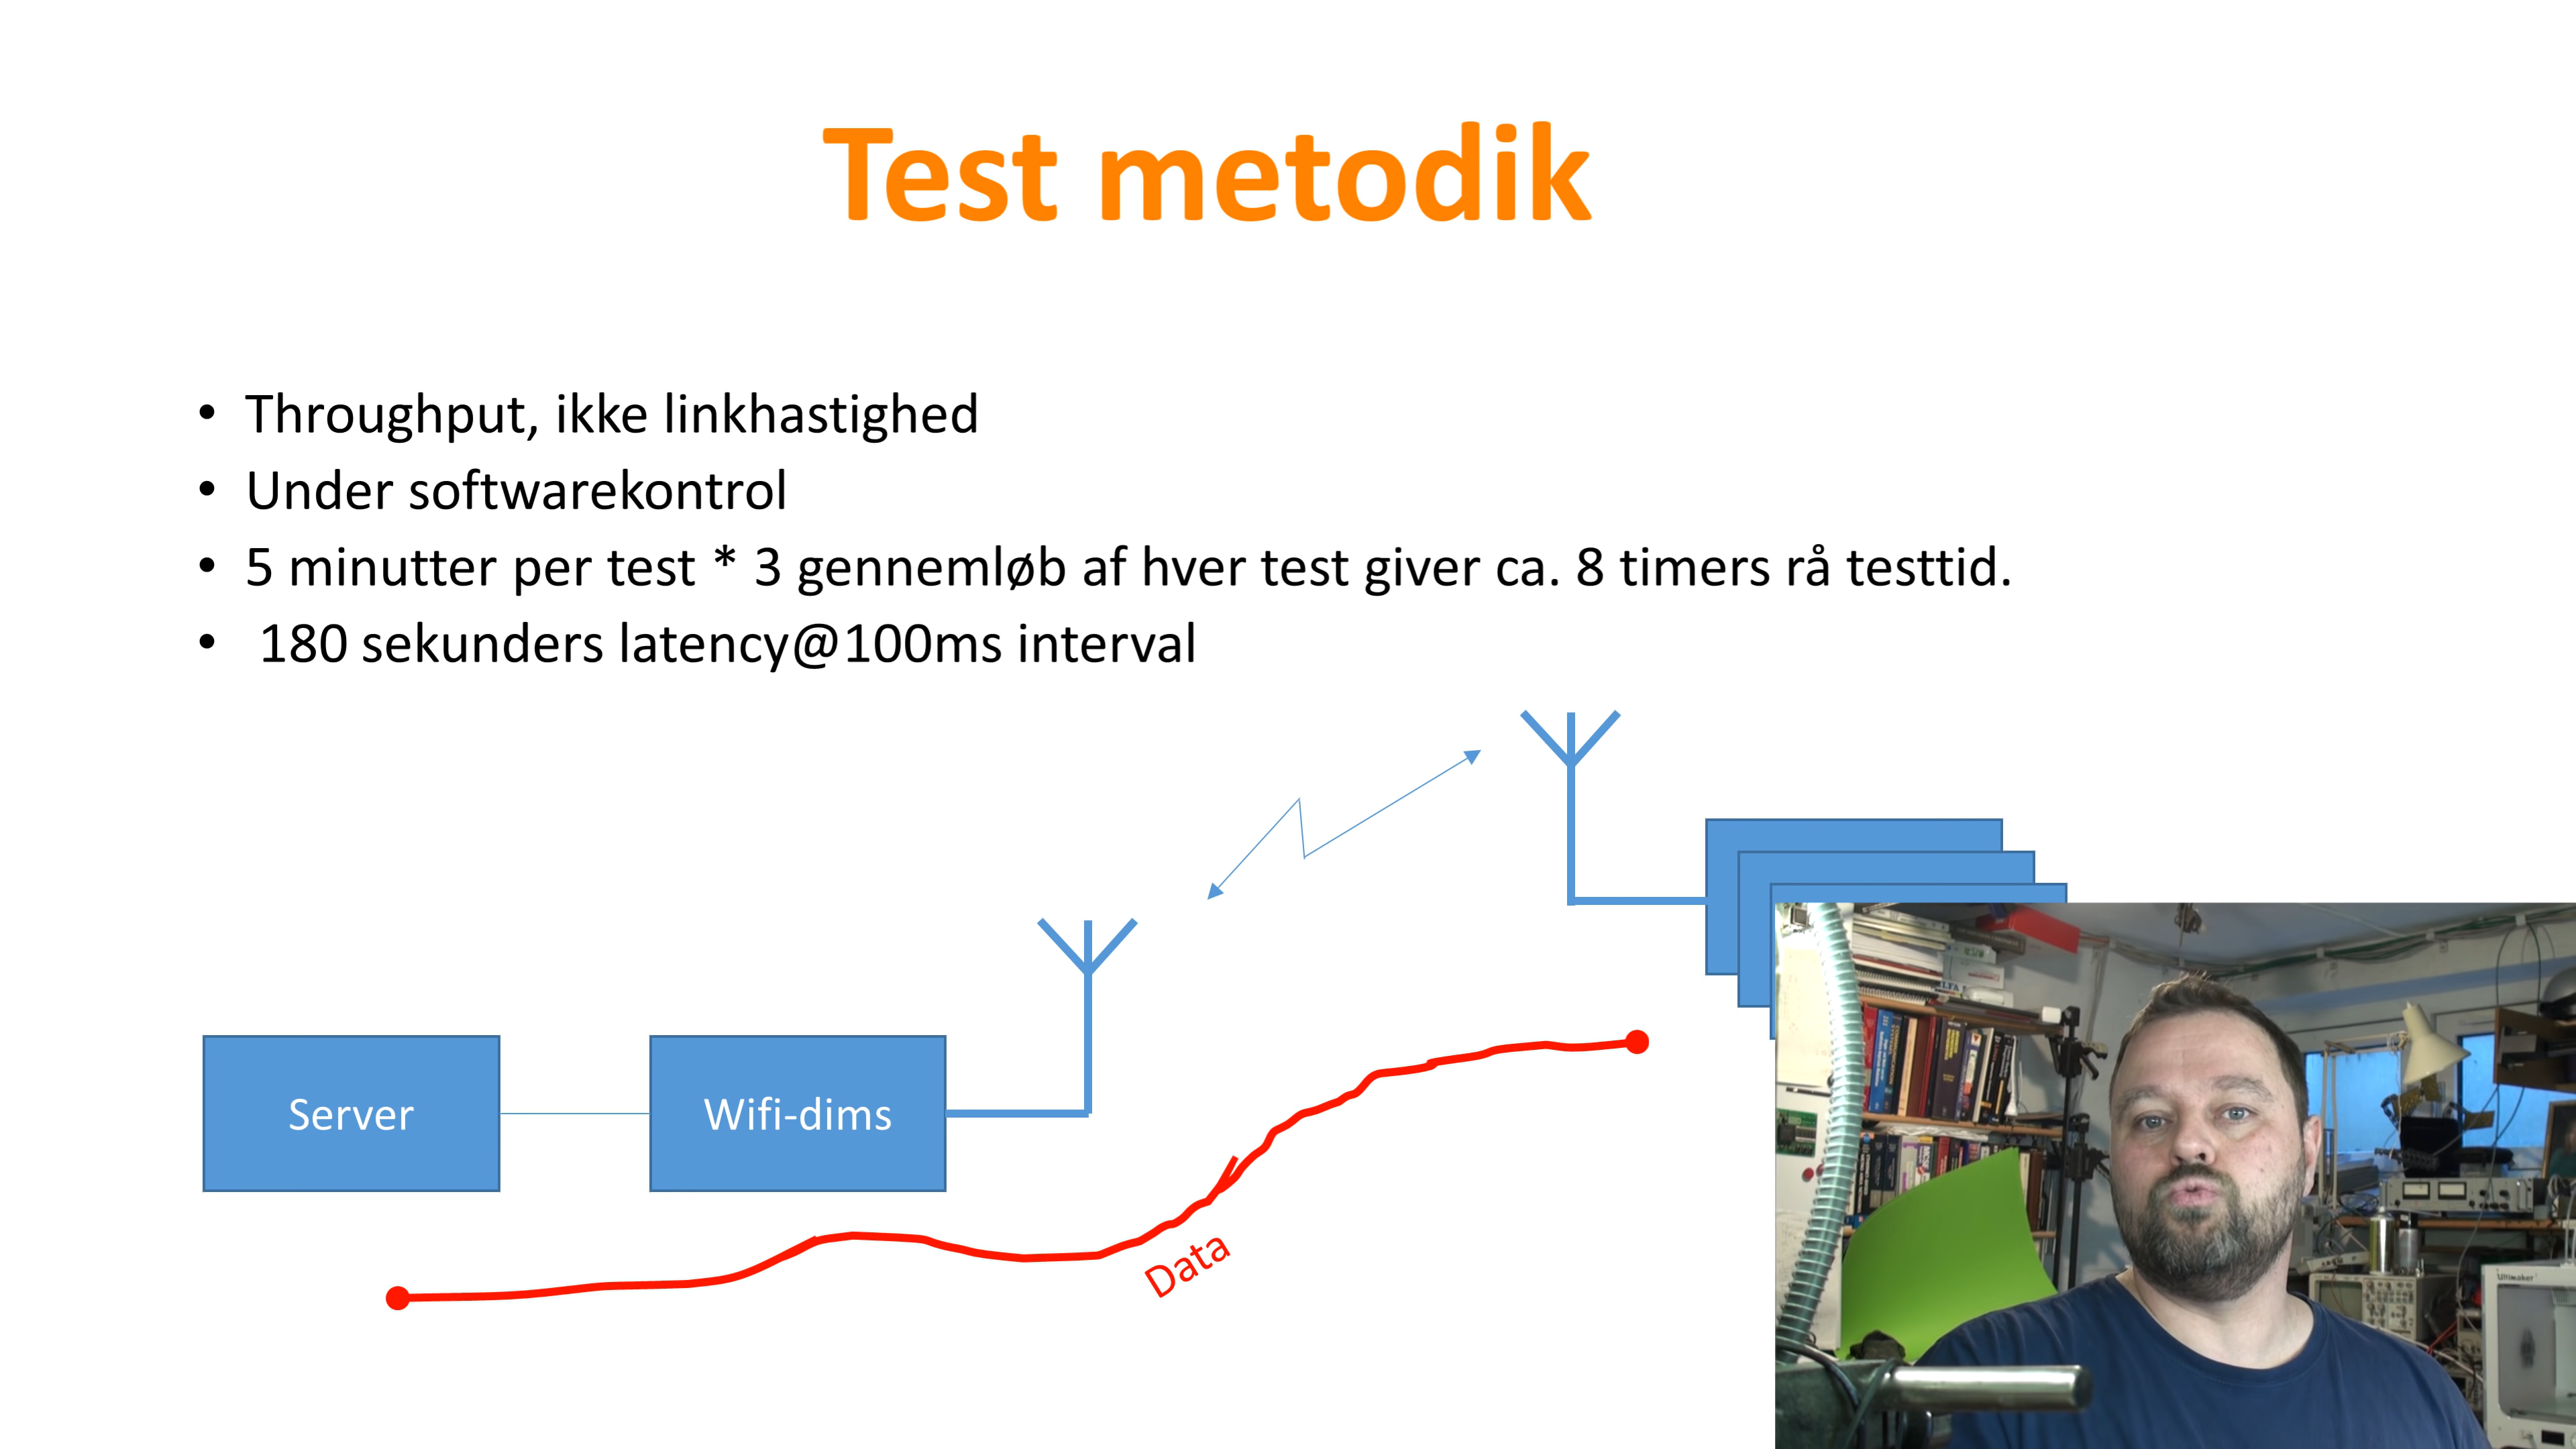 Test metodik
• Throughput, ikke linkhastighed
• Under softwarekontrol
• 5 minutter per test * 3 gennemløb af hver test giver ca. 8 timers rå testtid.
• 180 sekunders latency@100ms interval
Server
Wifi-dims
Data
Ultimaker